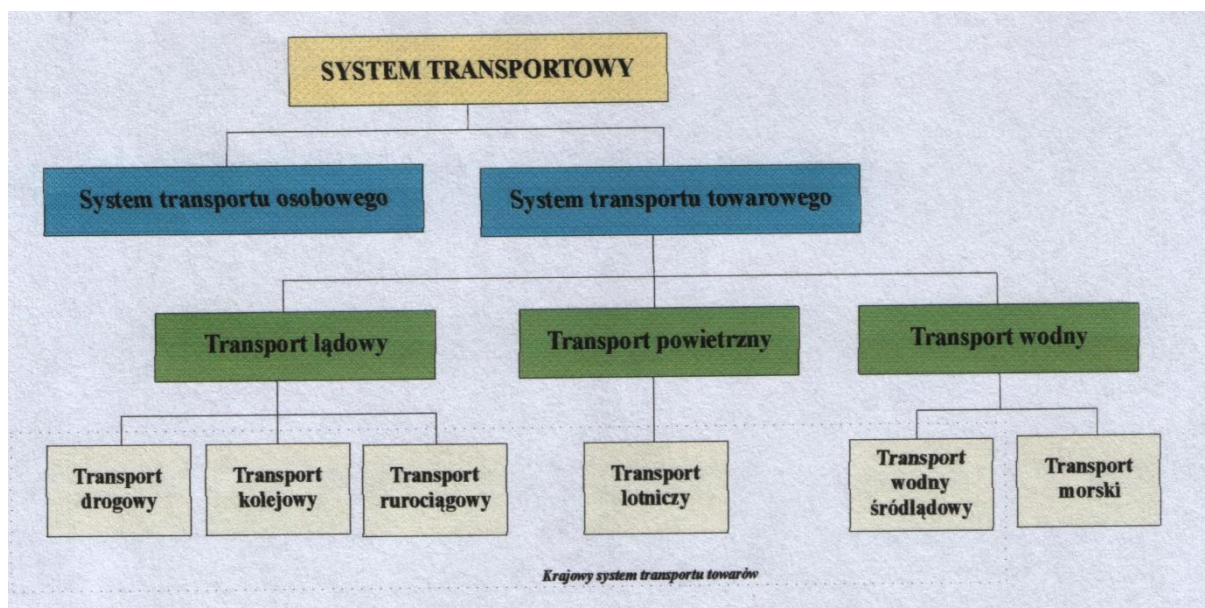 SYSTEM TRANSPORTOWY
System transportu osobowego
System transportu towarowego
Transport lądowy
Transport powietrzny
Transport wodny
Transport
drogowy
Transport
kolejowy
Transport
rurociągowy
Transport
lotniczy
Transport
wodny
śródlądowy
Transport
morski
Krajowy system transportu towarów